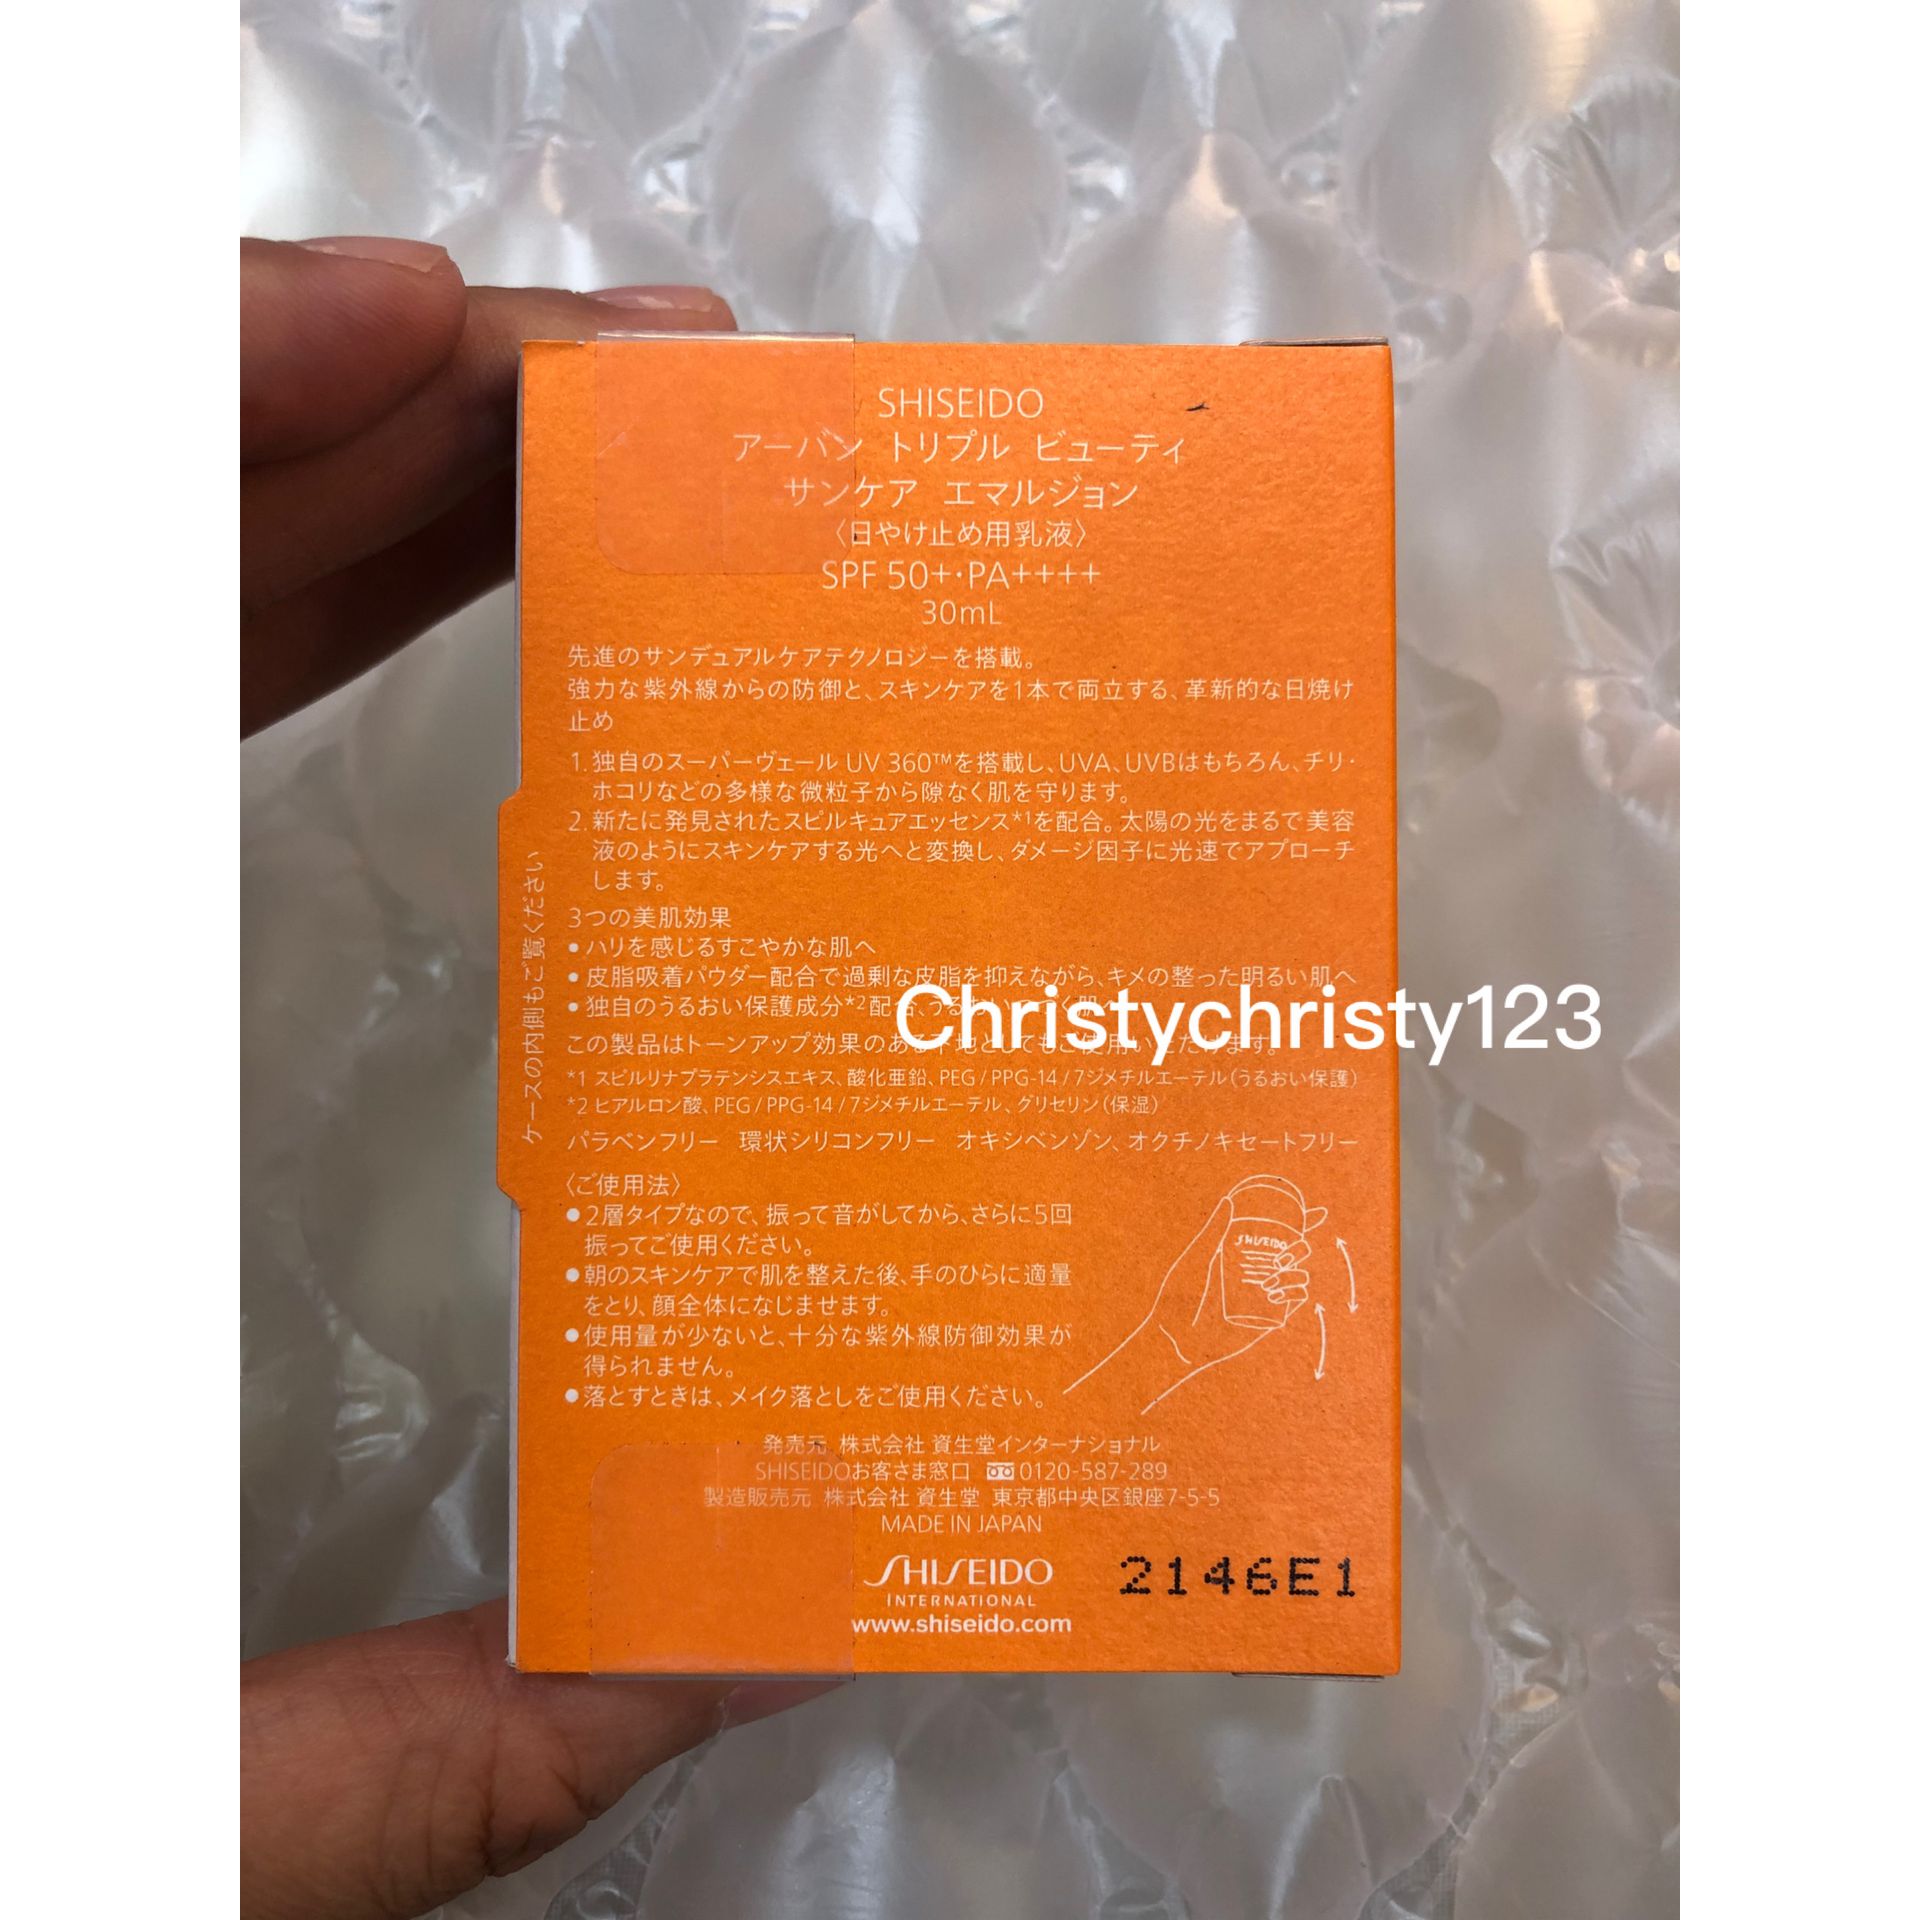 SHISEIDO
アーバン トリプル ビューティ
サンケア エマルジョン
〈日やけ止め用乳液〉
SPF 50+・PA++++
30mL
先進のサンデュアルケアテクノロジーを搭載。
強力な紫外線からの防御と、スキンケアを1本で両立する、革新的な日焼け
止め
1. 独自のスーパーヴェール UV 360™を搭載し、UVA、UVBはもちろん、チリ・
ホコリなどの多様な微粒子から隙なく肌を守ります。
2. 新たに発見されたスピルキュアエッセンス*1を配合。太陽の光をまるで美容
液のようにスキンケアする光へと変換し、ダメージ因子に光速でアプローチ
します。
3つの美肌効果
● ハリを感じるすこやかな肌へ
● 皮脂吸着パウダー配合で過剰な皮脂を抑えながら、キメの整った明るい肌へ
● 独自のうるおい保護成分*2配合、
Christychristy123
この製品はトーンアップ効果のある下地としてもご使用いただけます。
*1 スピルリナプラテンシスエキス、酸化亜鉛、PEG / PPG-14 / 7ジメチルエーテル（うるおい保護）
*2 ヒアルロン酸、PEG / PPG-14 / 7ジメチルエーテル、グリセリン（保湿）
パラベンフリー 環状シリコンフリー オキシベンゾン、オクチノキセートフリー
ケースの内側もご覧ください
〈ご使用法〉
● 2層タイプなので、振って音がしてから、さらに5回
振ってご使用ください。
● 朝のスキンケアで肌を整えた後、手のひらに適量
をとり、顔全体になじませます。
● 使用量が少ないと、十分な紫外線防御効果が
得られません。
● 落とすときは、メイク落としをご使用ください。
SHISEIDO
発売元 株式会社 資生堂インターナショナル
SHISEIDOお客さま窓口 0120-587-289
製造販売元 株式会社 資生堂 東京都中央区銀座7-5-5
MADE IN JAPAN
SHISEIDO
INTERNATIONAL
www.shiseido.com
2146E1